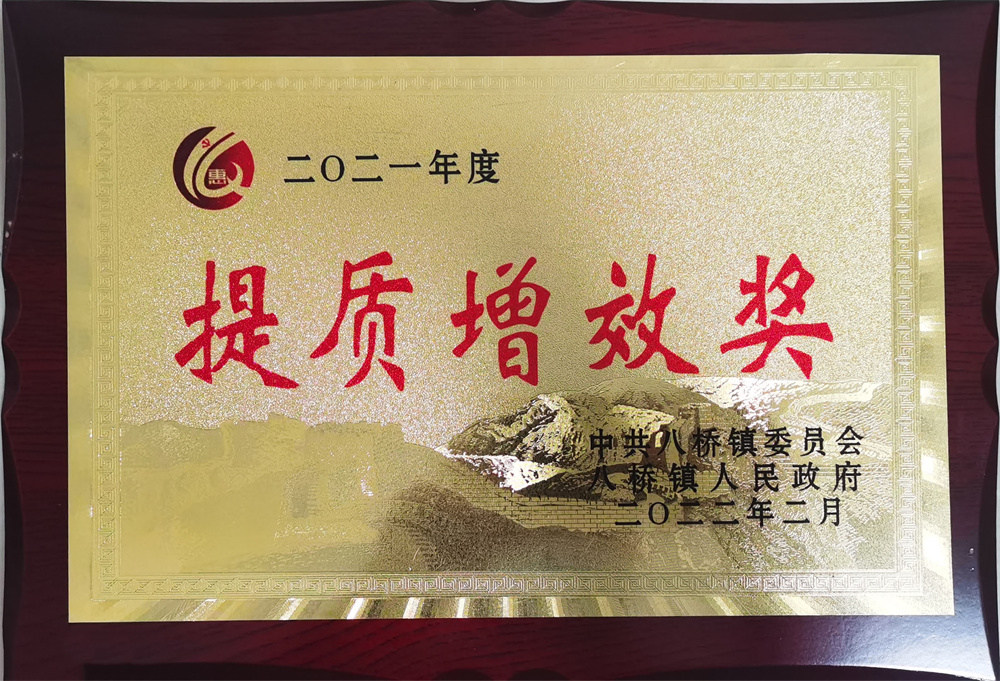 惠
二〇二一年度
提质增效奖
中共八桥镇委员会
八桥镇人民政府
二〇二二年二月